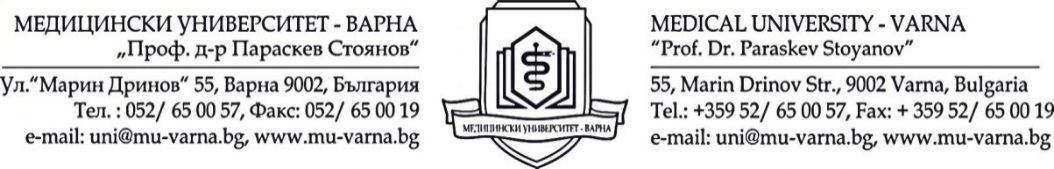 МЕДИЦИНСКИ УНИВЕРСИТЕТ - ВАРНА
„Проф. д-р Параскев Стоянов“
Ул.“Марин Дринов“ 55, Варна 9002, България
Тел. : 052/ 65 00 57, Факс: 052/ 65 00 19
e-mail: uni@mu-varna.bg, www.mu-varna.bg
МЕДИЦИНСКИ УНИВЕРСИТЕТ - ВАРНА
MEDICAL UNIVERSITY - VARNA
“Prof. Dr. Paraskev Stoyanov”
55, Marin Drinov Str., 9002 Varna, Bulgaria
Tel.: +359 52/ 65 00 57, Fax: + 359 52/ 65 00 19
e-mail: uni@mu-varna.bg, www.mu-varna.bg